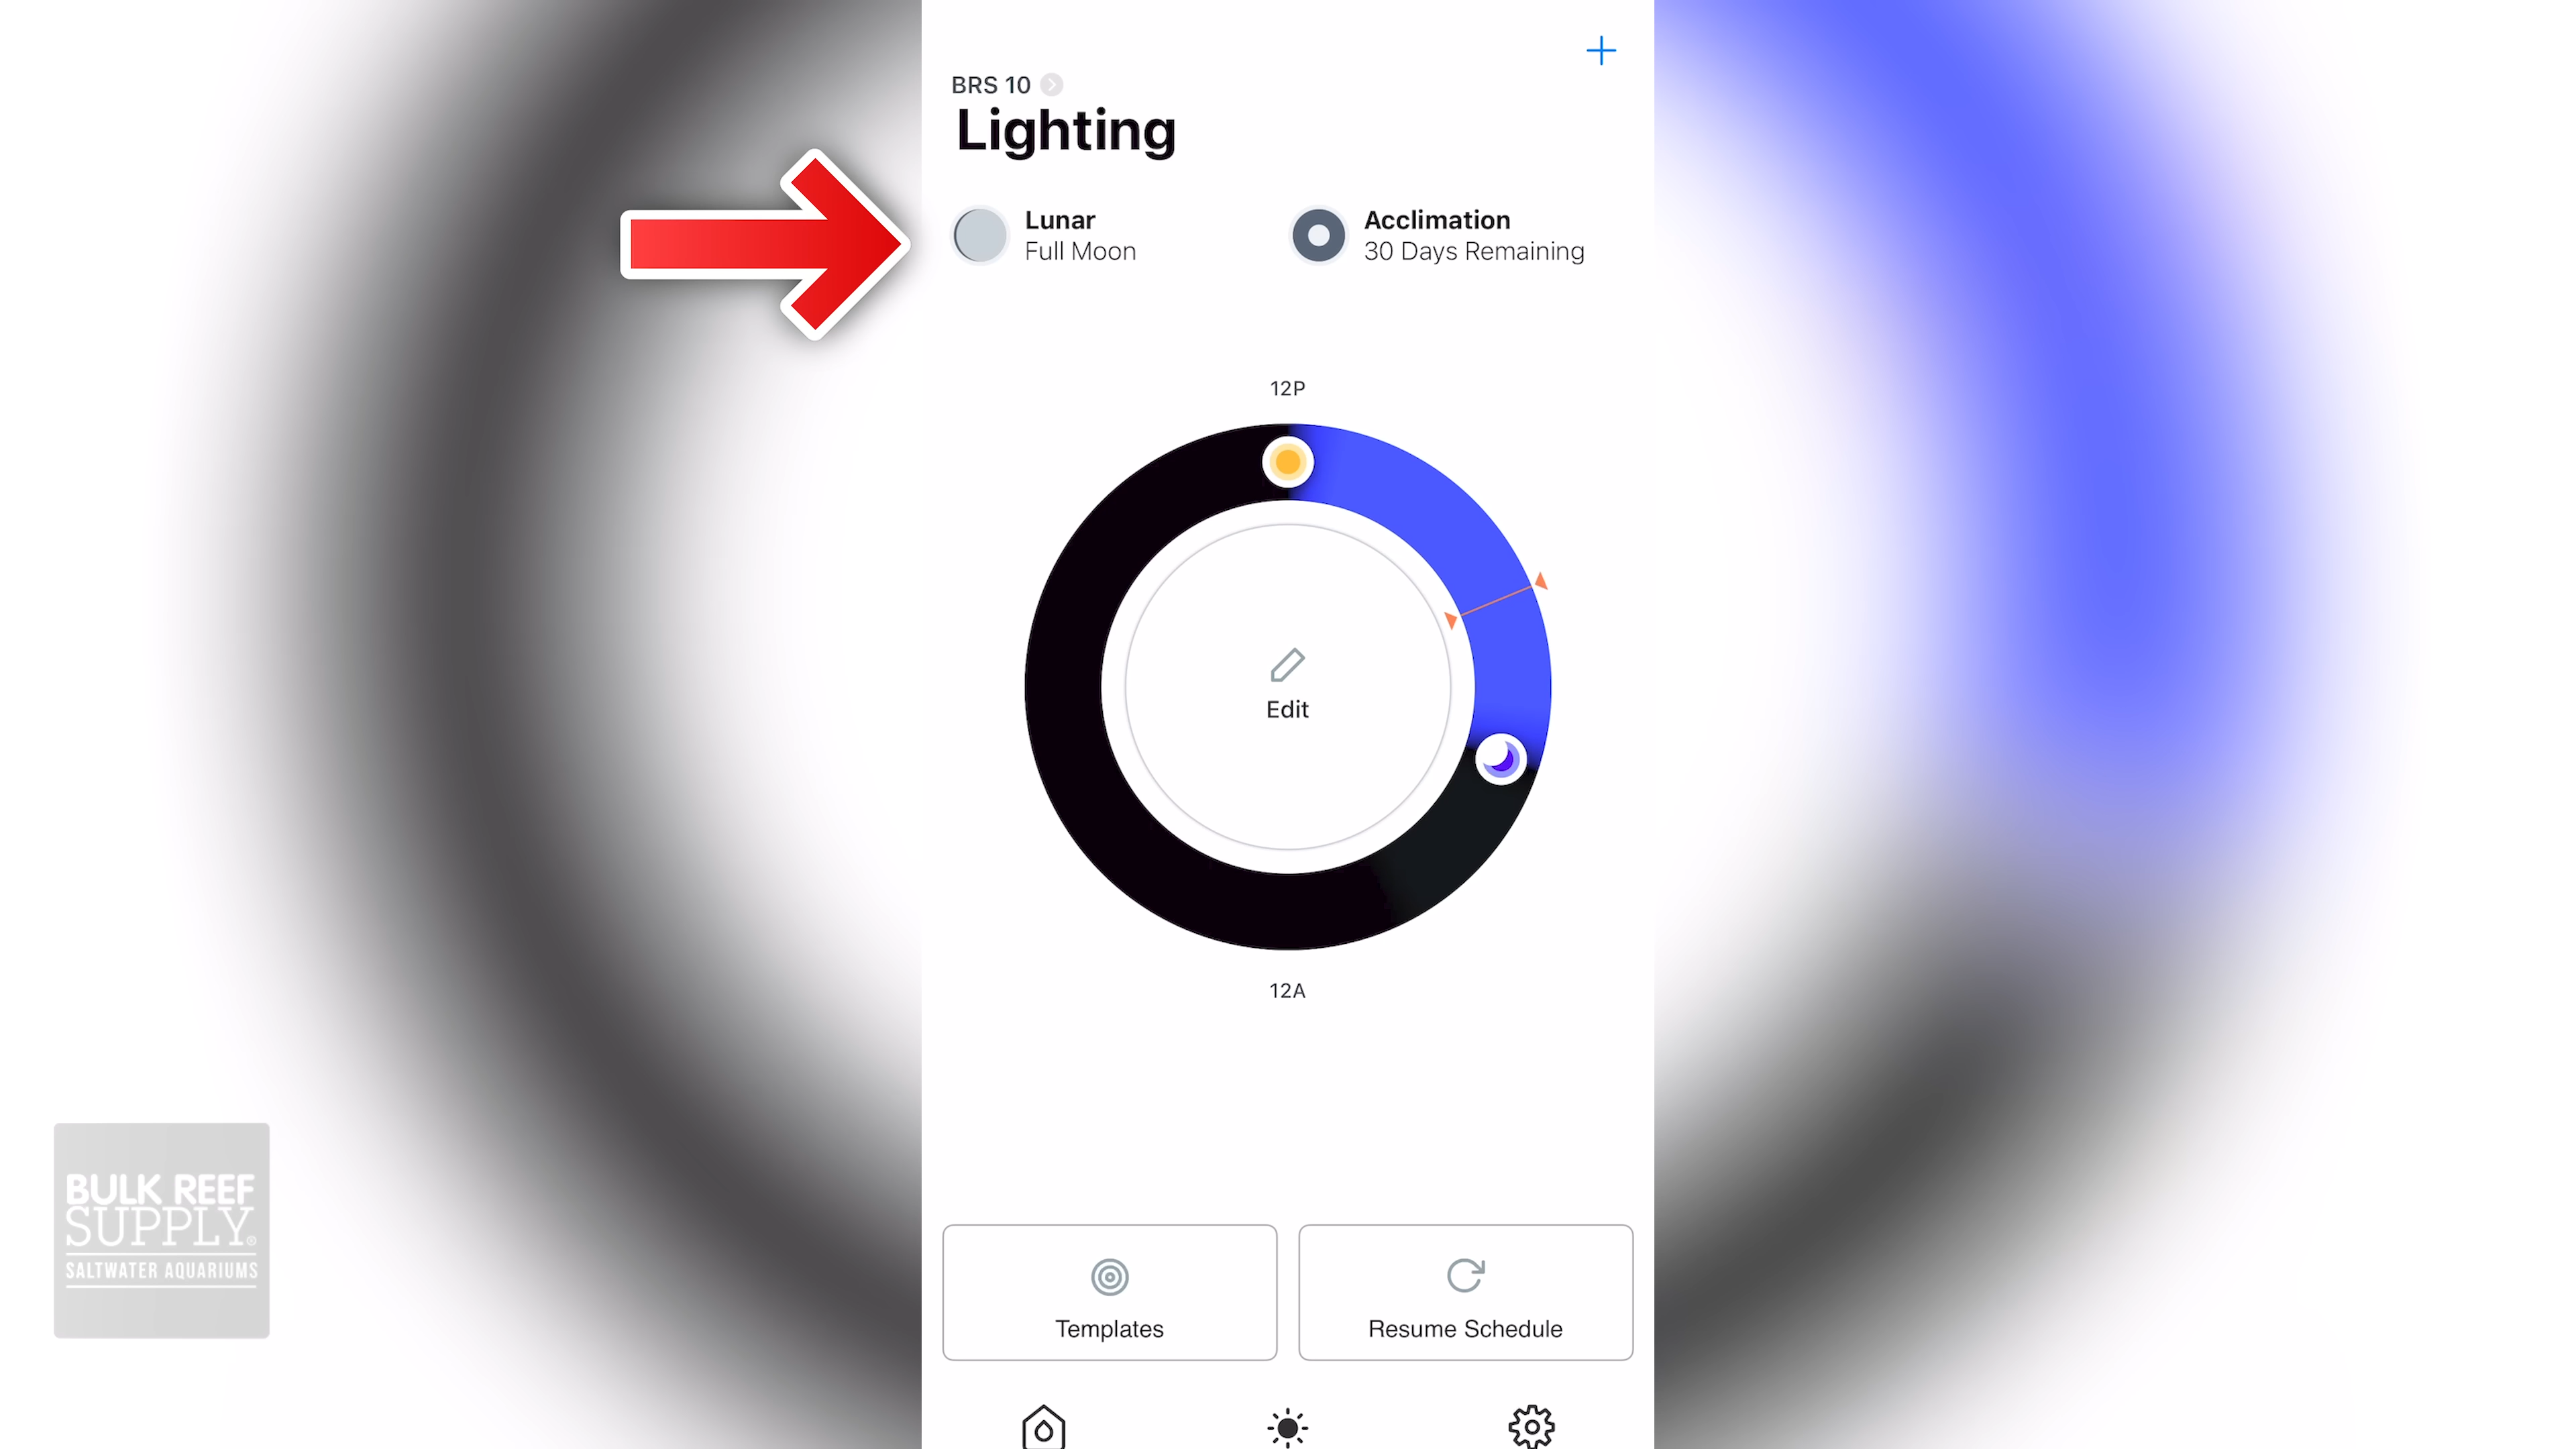 BRS 10
Lighting
Lunar
Full Moon
Acclimation
30 Days Remaining
12P
Edit
12A
Templates
Resume Schedule
BULK REEF
SUPPLY®
SALTWATER AQUARIUMS